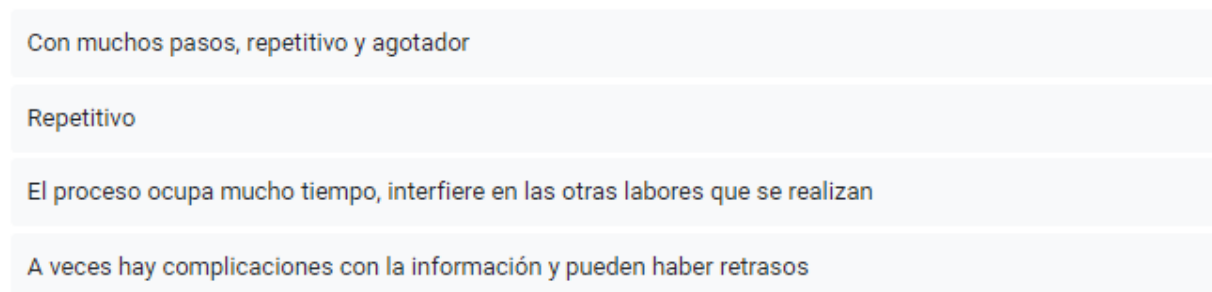 Con muchos pasos, repetitivo y agotador
Repetitivo
El proceso ocupa mucho tiempo, interfiere en las otras labores que se realizan
A veces hay complicaciones con la información y pueden haber retrasos